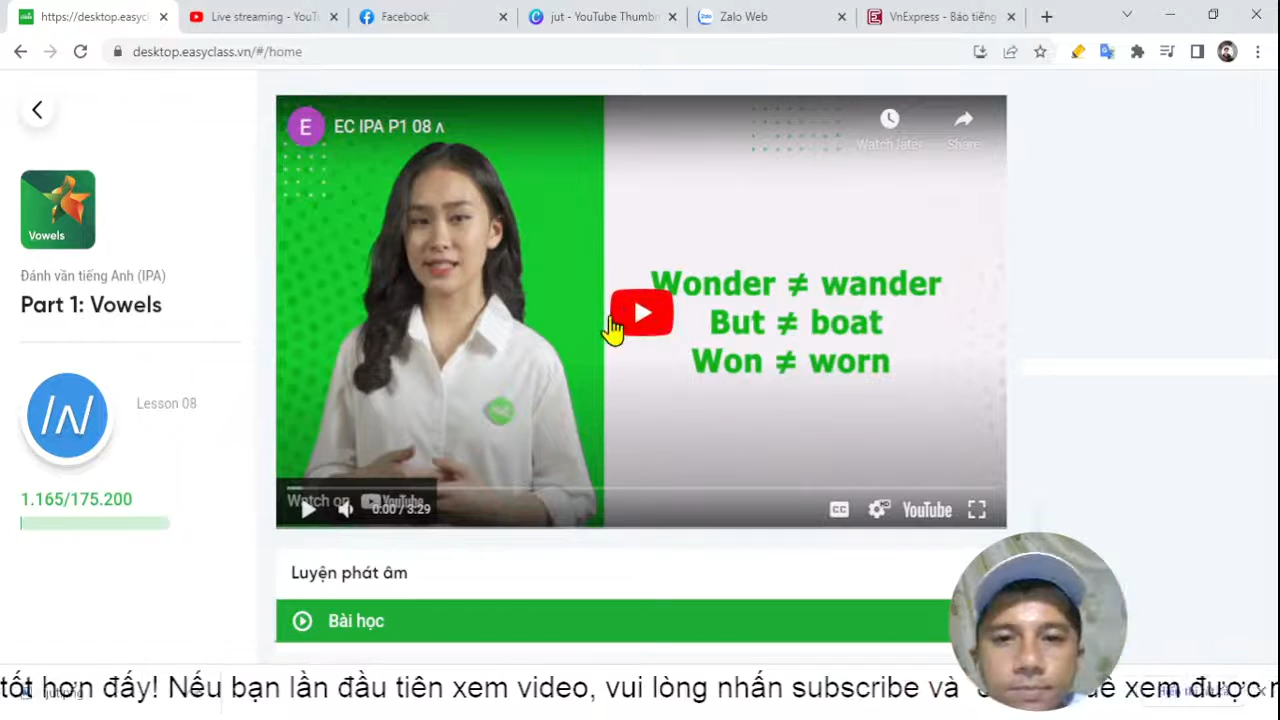 https://desktop.easycl
Live streaming - YouTu
Facebook
jut - YouTube Thumbn
Zalo Web
VnExpress - Báo tiếng
desktop.easyclass.vn/#/home
E
EC IPA P1 08 ʌ
Watch later
Share
Vowels
Đánh vần tiếng Anh (IPA)
Part 1: Vowels
Wonder ≠ wander
But ≠ boat
Won ≠ worn
/ʌ/
Lesson 08
1.165/175.200
Watch on YouTube
0:00 / 3:29
CC
YouTube
Luyện phát âm
Bài học
tốt hơn đấy! Nếu bạn lần đầu tiên xem video, vui lòng nhấn subscribe và
xem được